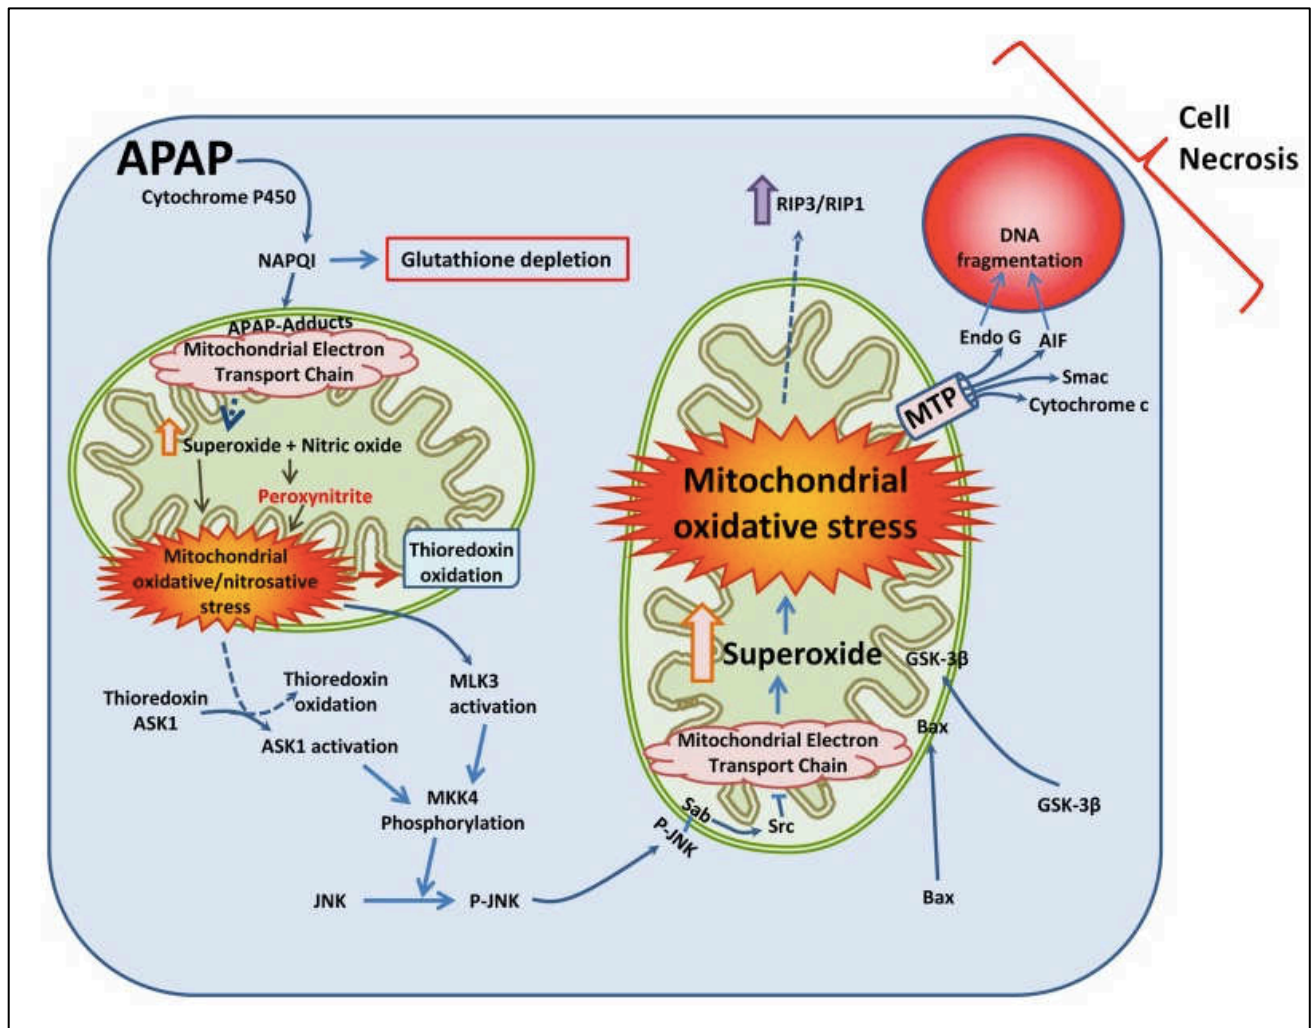 APAP
Cytochrome P450
NAPQI
Glutathione depletion
APAP-Adducts
Mitochondrial Electron
Transport Chain
Superoxide + Nitric oxide
Peroxynitrite
Mitochondrial
oxidative/nitrosative
stress
Thioredoxin
oxidation
Thioredoxin
ASK1
Thioredoxin
oxidation
ASK1 activation
MLK3
activation
MKK4
Phosphorylation
JNK
P-JNK
P-JNK
Sab
Src
Mitochondrial Electron
Transport Chain
Superoxide
Mitochondrial
oxidative stress
RIP3/RIP1
GSK-3β
GSK-3β
Bax
Bax
MTP
Endo G
AIF
Smac
Cytochrome c
DNA
fragmentation
Cell
Necrosis